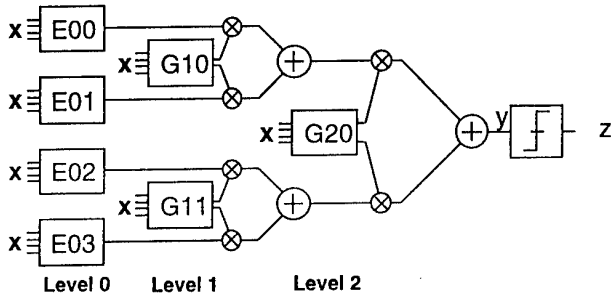 x E00
x G10
x E01
x G20
y
z
x E02
x G11
x E03
Level 0 Level 1 Level 2